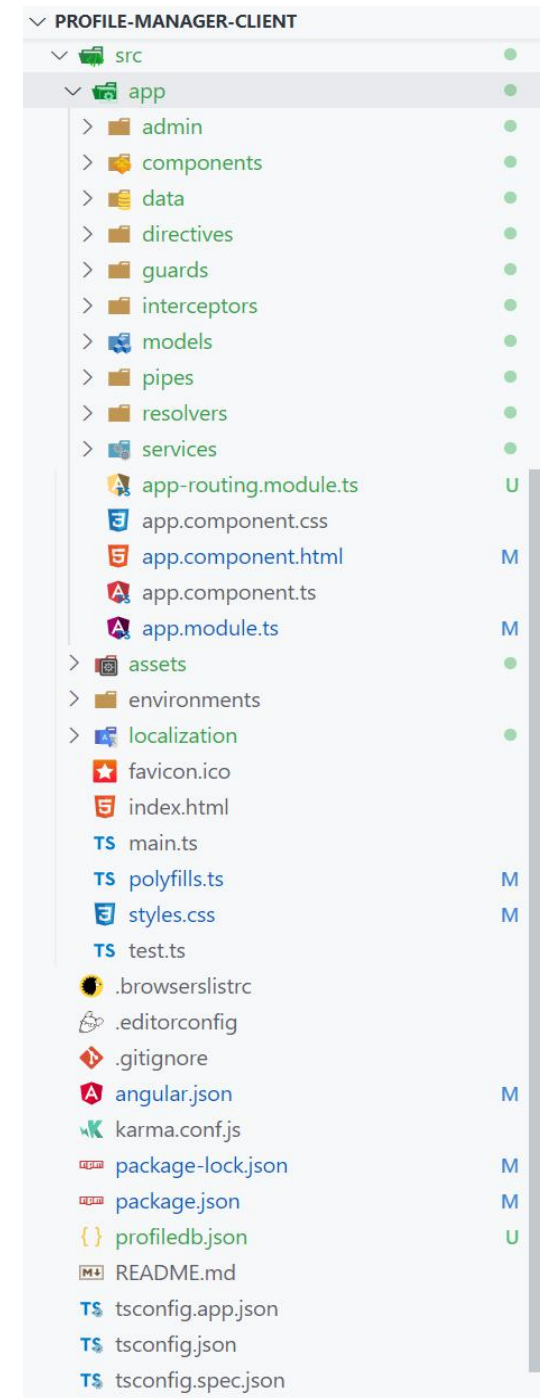 PROFILE-MANAGER-CLIENT
src
app
admin
components
data
directives
guards
interceptors
models
pipes
resolvers
services
app-routing.module.ts U
app.component.css
app.component.html M
app.component.ts
app.module.ts M
assets
environments
localization
favicon.ico
index.html
TS main.ts
TS polyfills.ts M
styles.css M
TS test.ts
.browserslistrc
.editorconfig
.gitignore
angular.json M
karma.conf.js
package-lock.json M
package.json M
{ } profiledb.json U
README.md
TS tsconfig.app.json
TS tsconfig.json
TS tsconfig.spec.json